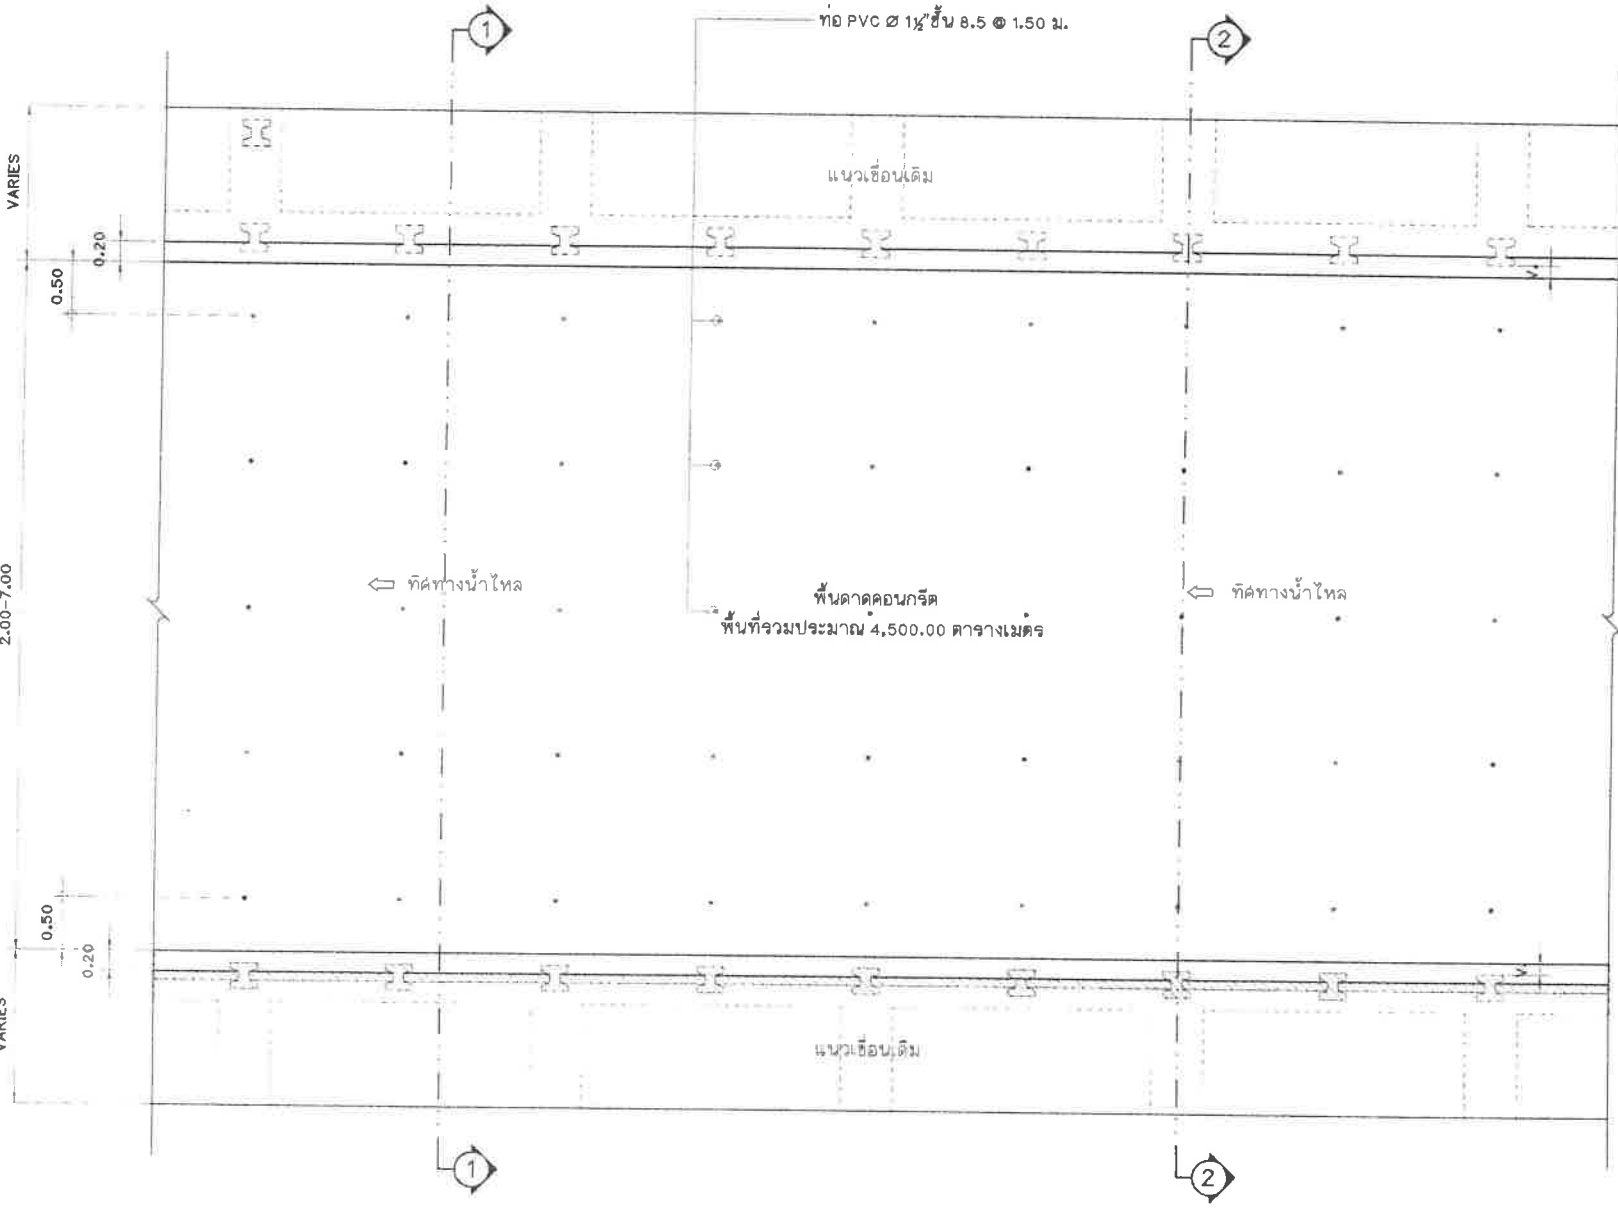 ท่อ PVC Ø 1½" ชั้น 8.5 @ 1.50 ม.
1
2
VARIES
แนวเขื่อนเดิม
0.20
0.50
V.
2.00-7.00
ทิศทางน้ำไหล
พื้นดาดคอนกรีต
พื้นที่รวมประมาณ 4,500.00 ตารางเมตร
ทิศทางน้ำไหล
0.50
0.20
V.
VARIES
แนวเขื่อนเดิม
1
2